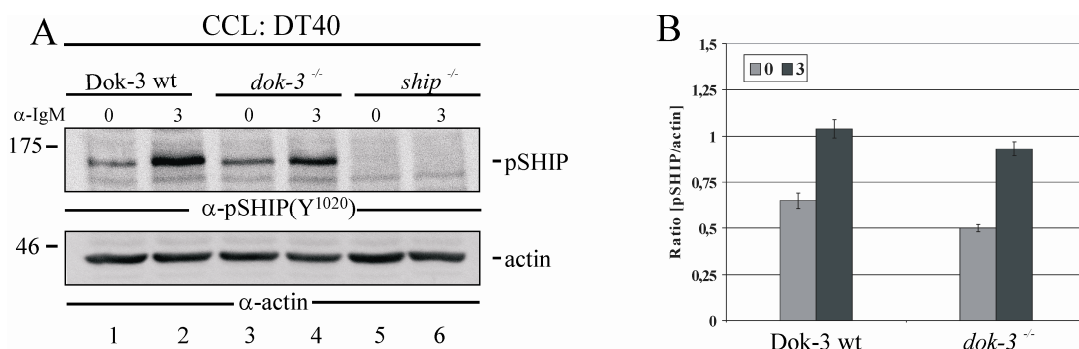 A
CCL: DT40
Dok-3 wt dok-3 -/- ship -/-
α-IgM 0 3 0 3 0 3
175
pSHIP
α-pSHIP(Y1020)
46
actin
α-actin
1 2 3 4 5 6
B
1,5
1,25
1
0,75
0,5
0,25
0
Ratio [pSHIP/actin]
0 3
Dok-3 wt dok-3 -/-